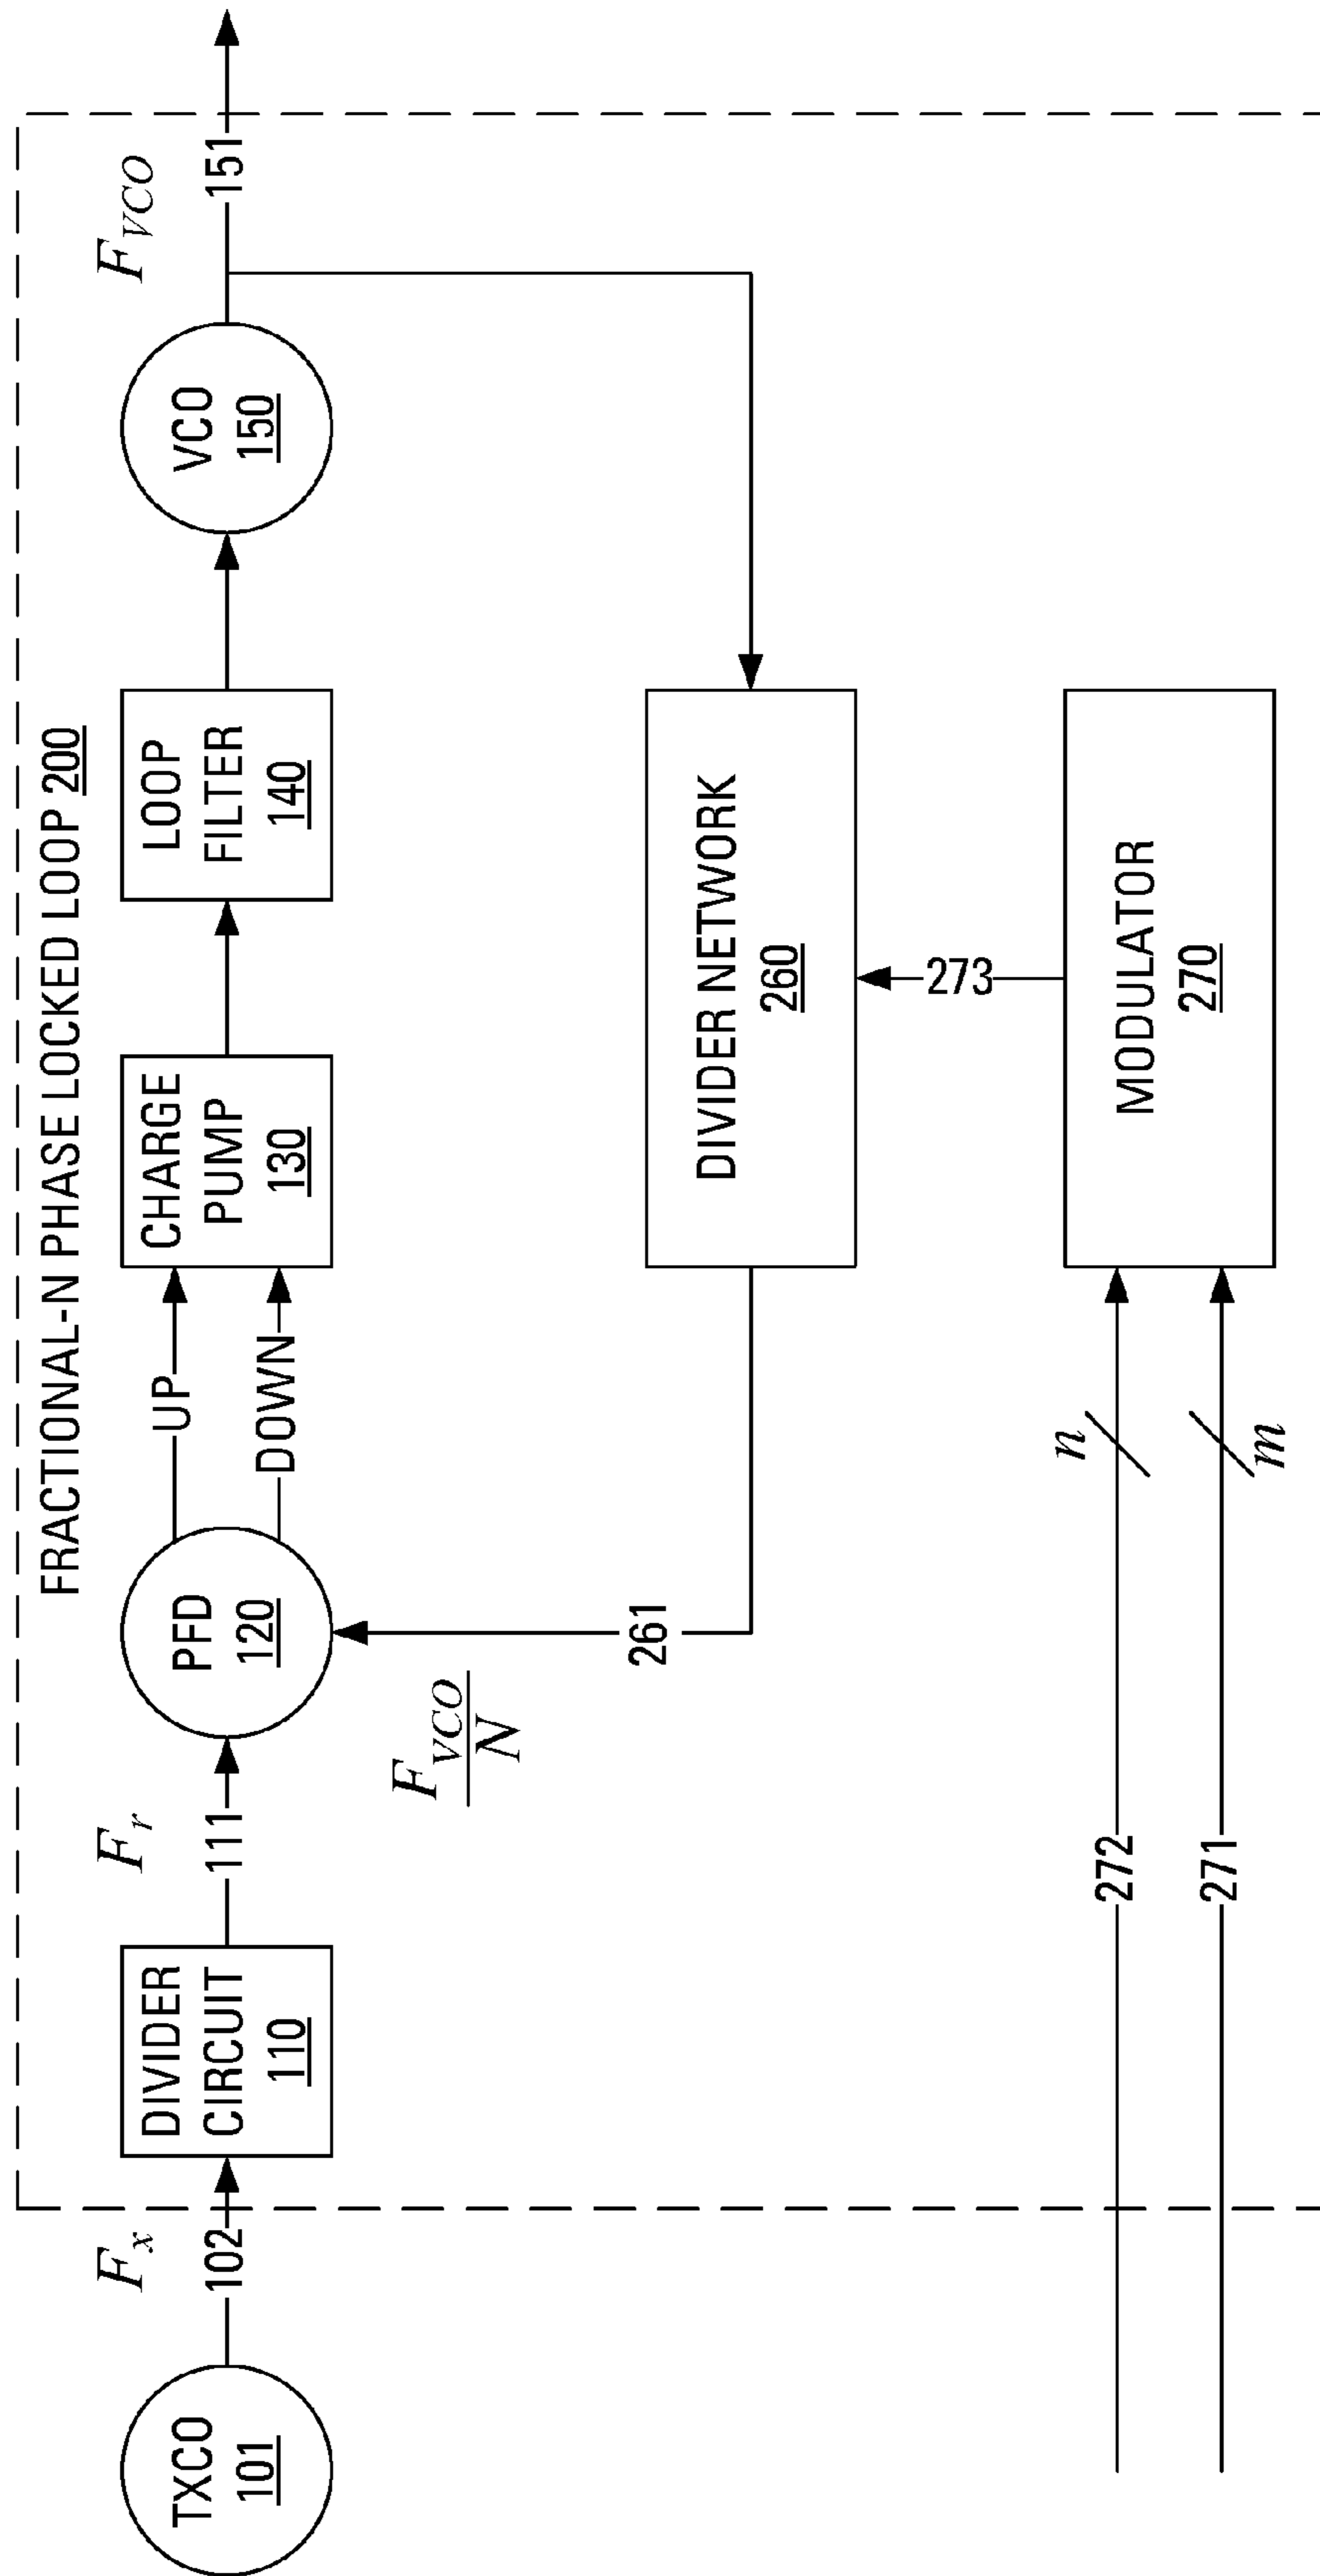 FRACTIONAL-N PHASE LOCKED LOOP 200
TXCO
101
F_x
102
DIVIDER
CIRCUIT
110
F_r
111
PFD
120
UP
DOWN
CHARGE
PUMP
130
LOOP
FILTER
140
VCO
150
F_VCO
151
F_VCO
N
261
DIVIDER NETWORK
260
273
MODULATOR
270
272
n
271
m